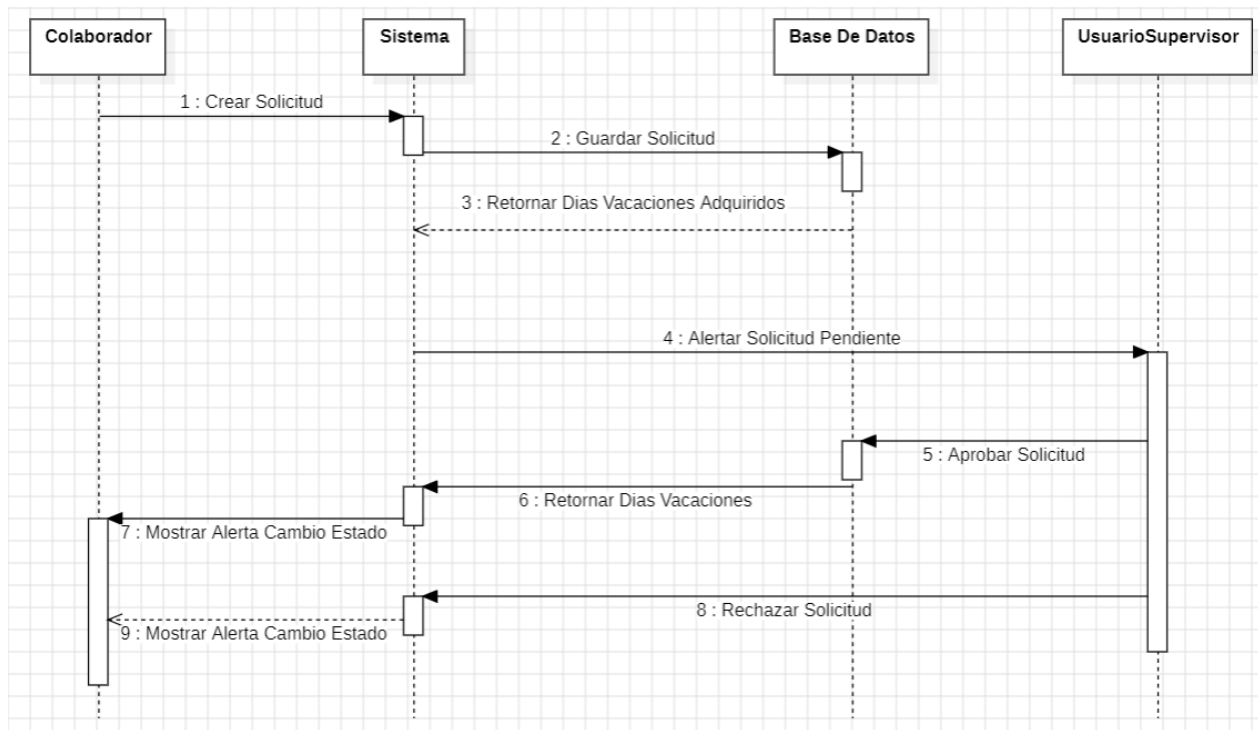 Colaborador
Sistema
Base De Datos
UsuarioSupervisor
1 : Crear Solicitud
2 : Guardar Solicitud
3 : Retornar Dias Vacaciones Adquiridos
4 : Alertar Solicitud Pendiente
5 : Aprobar Solicitud
6 : Retornar Dias Vacaciones
7 : Mostrar Alerta Cambio Estado
8 : Rechazar Solicitud
9 : Mostrar Alerta Cambio Estado